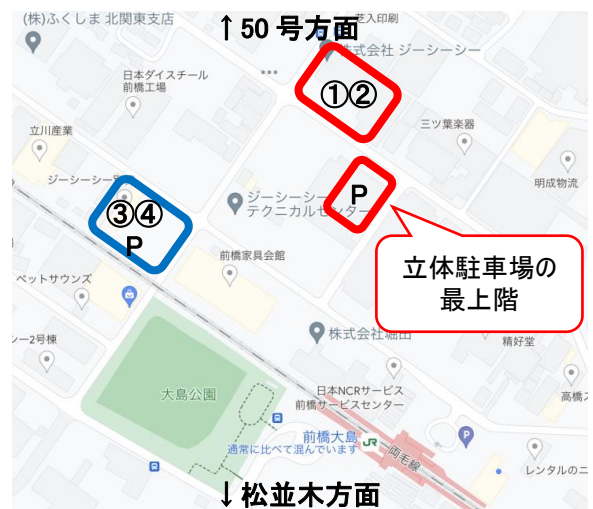 (株)ふくしま 北関東支店
↑50 号方面
芝入印刷
株式会社 ジーシーシー
日本ダイスチール
前橋工場
①②
三ツ葉楽器
立川産業
ジーシーシー
明成物流
③④
P
ジーシーシー
テクニカルセンター
P
前橋家具会館
立体駐車場の
最上階
ペットサウンズ
株式会社堀田
精好堂
シー2号棟
大島公園
日本NCRサービス
前橋サービスセンター
高橋
前橋大島
JR
通常に比べて混んでいます
両毛線
P
レンタルのニ
↓松並木方面